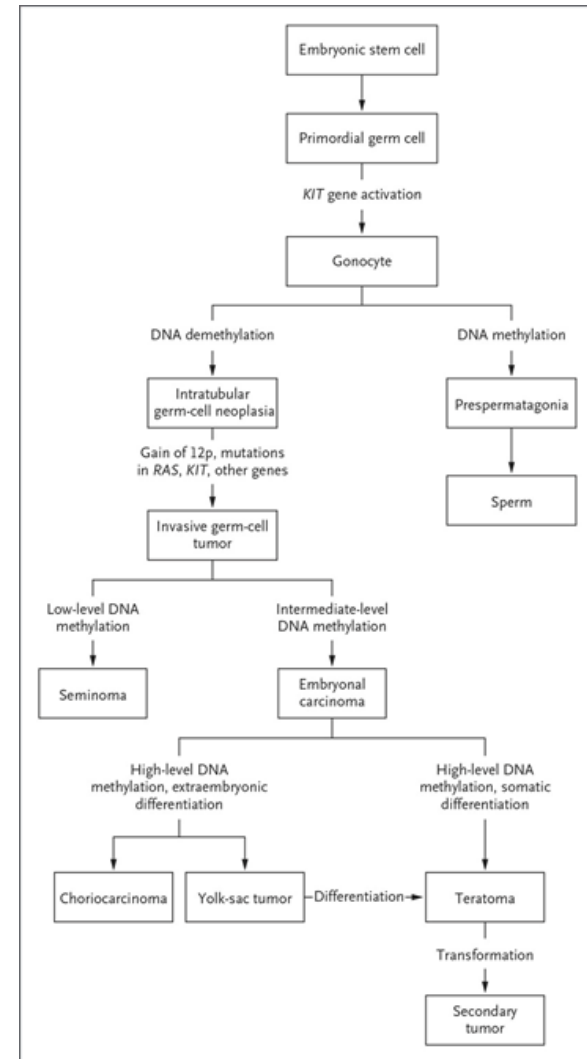 Embryonic stem cell
Primordial germ cell
KIT gene activation
Gonocyte
DNA demethylation
DNA methylation
Intratubular
germ-cell neoplasia
Prespermatagonia
Gain of 12p, mutations
in RAS, KIT, other genes
Sperm
Invasive germ-cell
tumor
Low-level DNA
methylation
Intermediate-level
DNA methylation
Seminoma
Embryonal
carcinoma
High-level DNA
methylation, extraembryonic
differentiation
High-level DNA
methylation, somatic
differentiation
Choriocarcinoma
Yolk-sac tumor
Differentiation
Teratoma
Transformation
Secondary
tumor